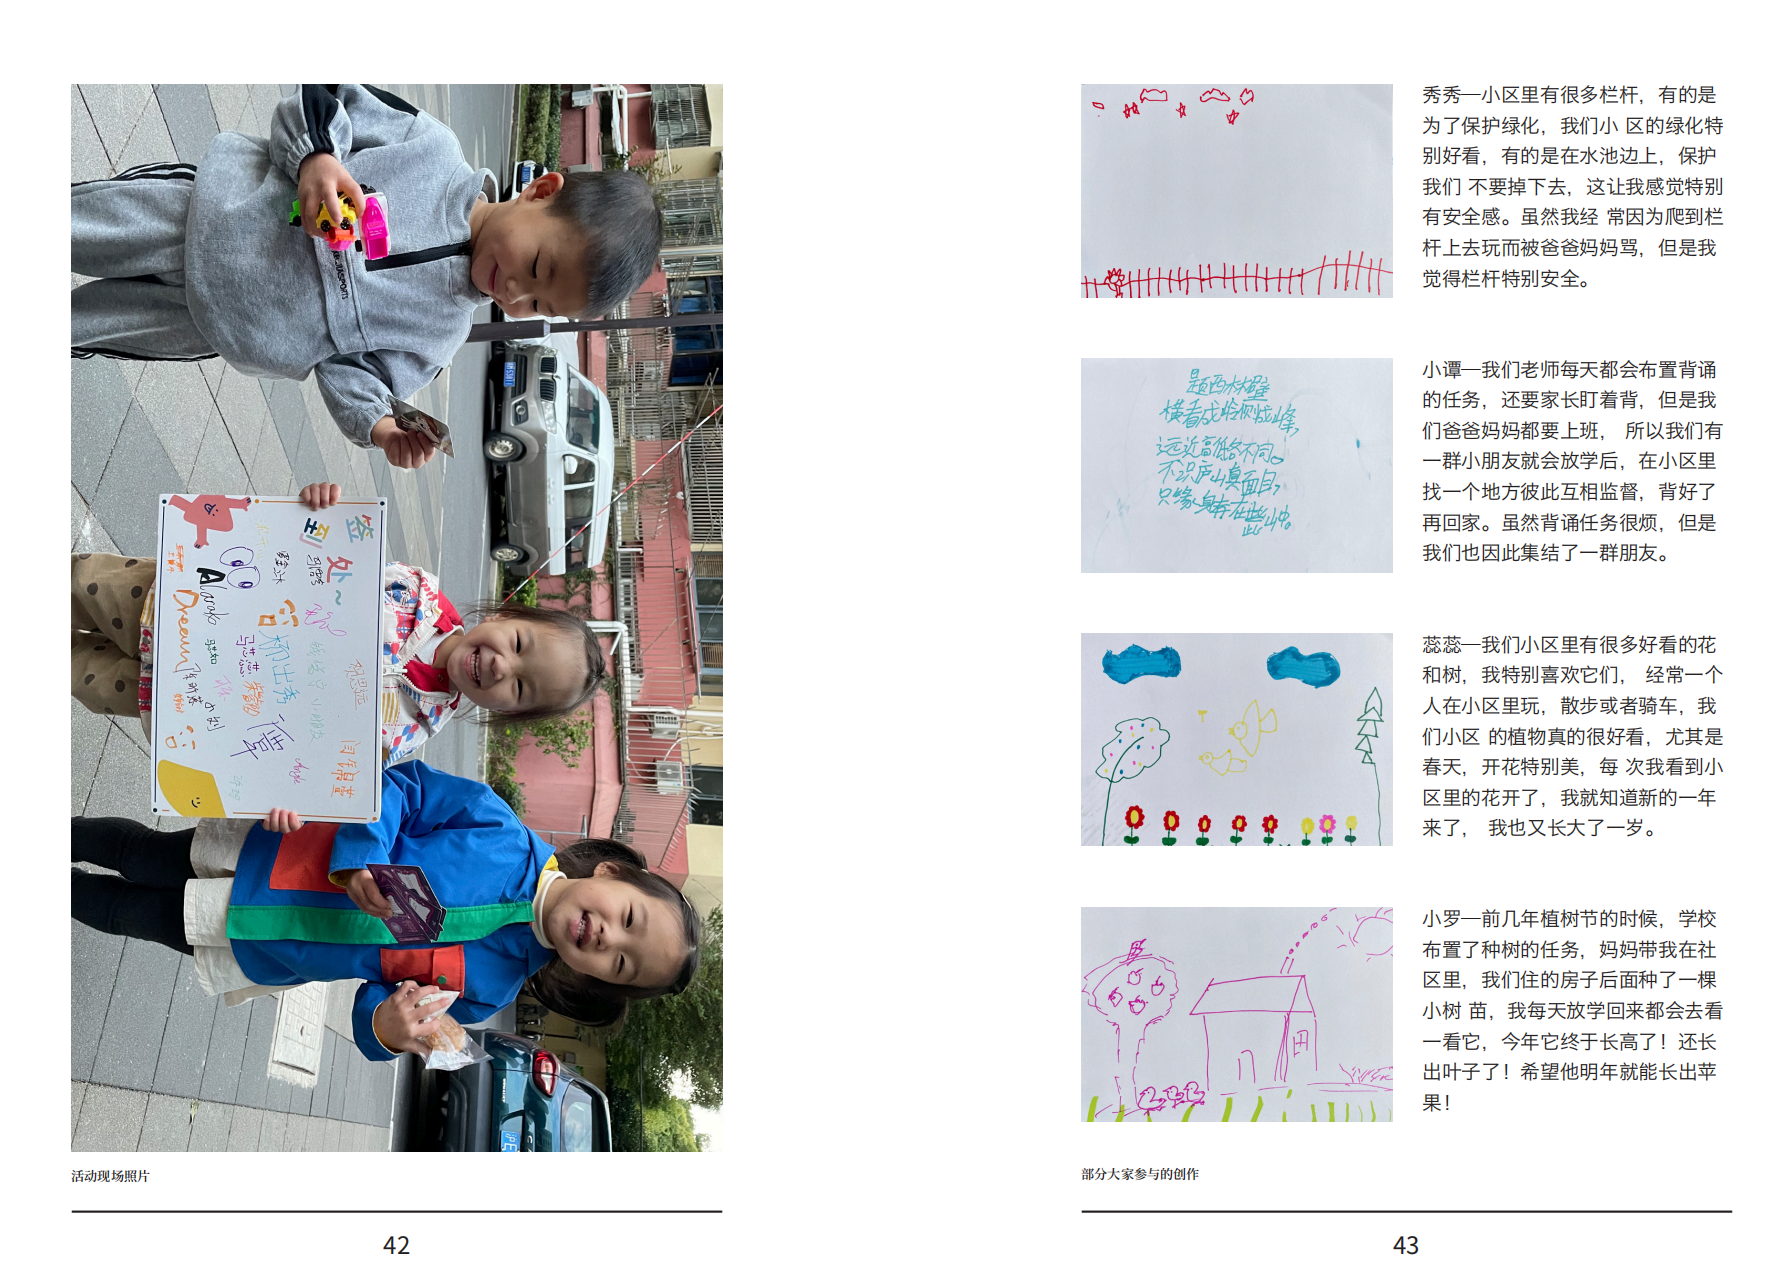 签到处~
Dream
小刘
活动现场照片
42
题西林壁
横看成岭侧成峰,
远近高低各不同。
不识庐山真面目,
只缘身在此山中。
秀秀—小区里有很多栏杆，有的是
为了保护绿化，我们小 区的绿化特
别好看，有的是在水池边上，保护
我们 不要掉下去，这让我感觉特别
有安全感。虽然我经 常因为爬到栏
杆上去玩而被爸爸妈妈骂，但是我
觉得栏杆特别安全。
小谭—我们老师每天都会布置背诵
的任务，还要家长盯着背，但是我
们爸爸妈妈都要上班， 所以我们有
一群小朋友就会放学后，在小区里
找一个地方彼此互相监督，背好了
再回家。虽然背诵任务很烦，但是
我们也因此集结了一群朋友。
蕊蕊—我们小区里有很多好看的花
和树，我特别喜欢它们， 经常一个
人在小区里玩，散步或者骑车，我
们小区 的植物真的很好看，尤其是
春天，开花特别美，每 次我看到小
区里的花开了，我就知道新的一年
来了， 我也又长大了一岁。
小罗—前几年植树节的时候，学校
布置了种树的任务，妈妈带我在社
区里，我们住的房子后面种了一棵
小树 苗，我每天放学回来都会去看
一看它，今年它终于长高了！还长
出叶子了！希望他明年就能长出苹
果！
部分大家参与的创作
43